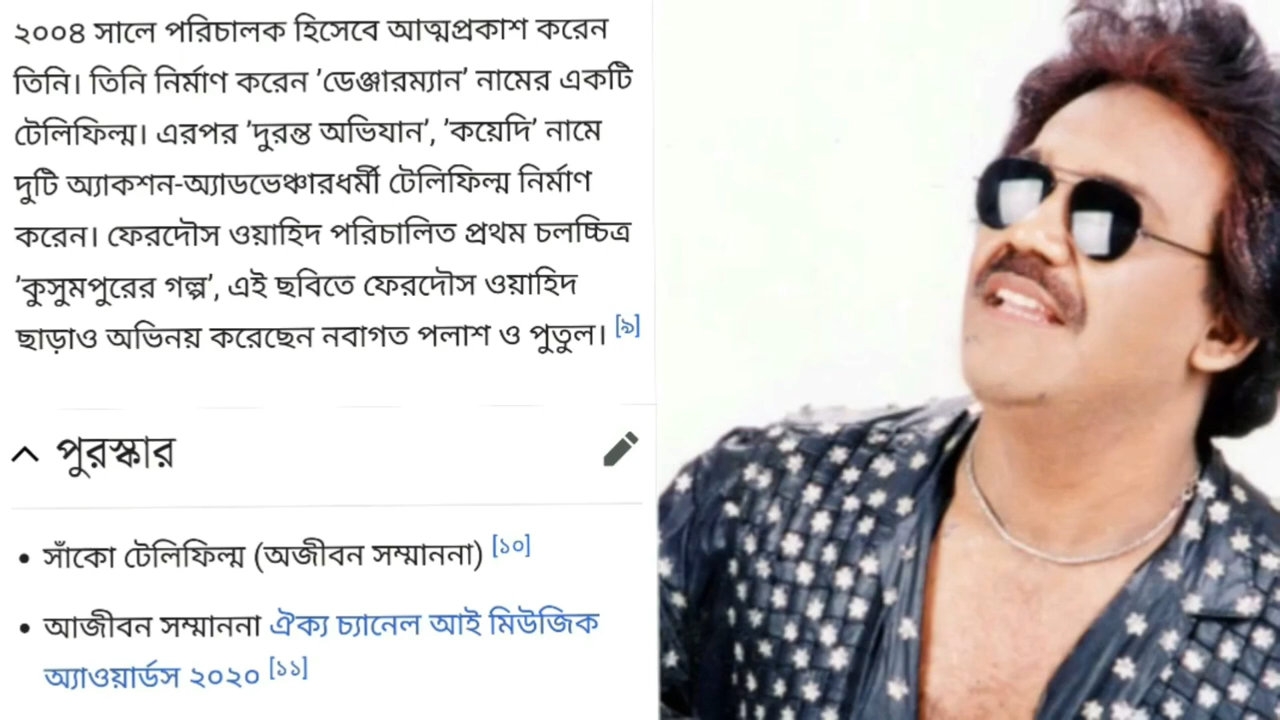 ২০০৪ সালে পরিচালক হিসেবে আত্মপ্রকাশ করেন
তিনি। তিনি নির্মাণ করেন 'ডেঞ্জারম্যান' নামের একটি
টেলিফিল্ম। এরপর 'দুরন্ত অভিযান', 'কয়েদি' নামে
দুটি অ্যাকশন-অ্যাডভেঞ্চারধর্মী টেলিফিল্ম নির্মাণ
করেন। ফেরদৌস ওয়াহিদ পরিচালিত প্রথম চলচ্চিত্র
'কুসুমপুরের গল্প', এই ছবিতে ফেরদৌস ওয়াহিদ
ছাড়াও অভিনয় করেছেন নবাগত পলাশ ও পুতুল। [৯]
পুরস্কার
• সাঁকো টেলিফিল্ম (অজীবন সম্মাননা) [১০]
• আজীবন সম্মাননা ঐক্য চ্যানেল আই মিউজিক
অ্যাওয়ার্ডস ২০২০ [১১]